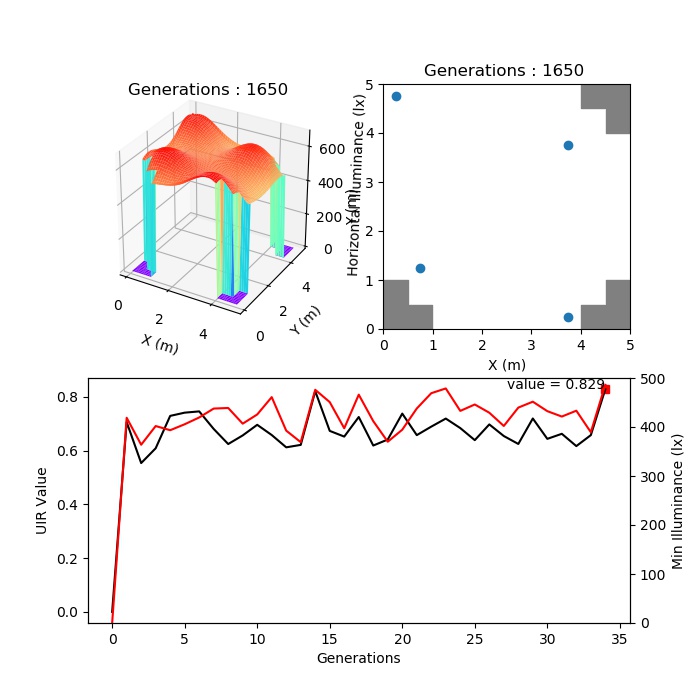 Generations : 1650
600
400
200
0
0
2
4
X (m)
0
2
4
Y (m)
Horizontal Illuminance (lx)
Generations : 1650
5
4
3
2
1
0
Y (m)
0 1 2 3 4 5
X (m)
value = 0.829
0.8
0.6
0.4
0.2
0.0
UIR Value
500
400
300
200
100
0
Min Illuminance (lx)
0 5 10 15 20 25 30 35
Generations